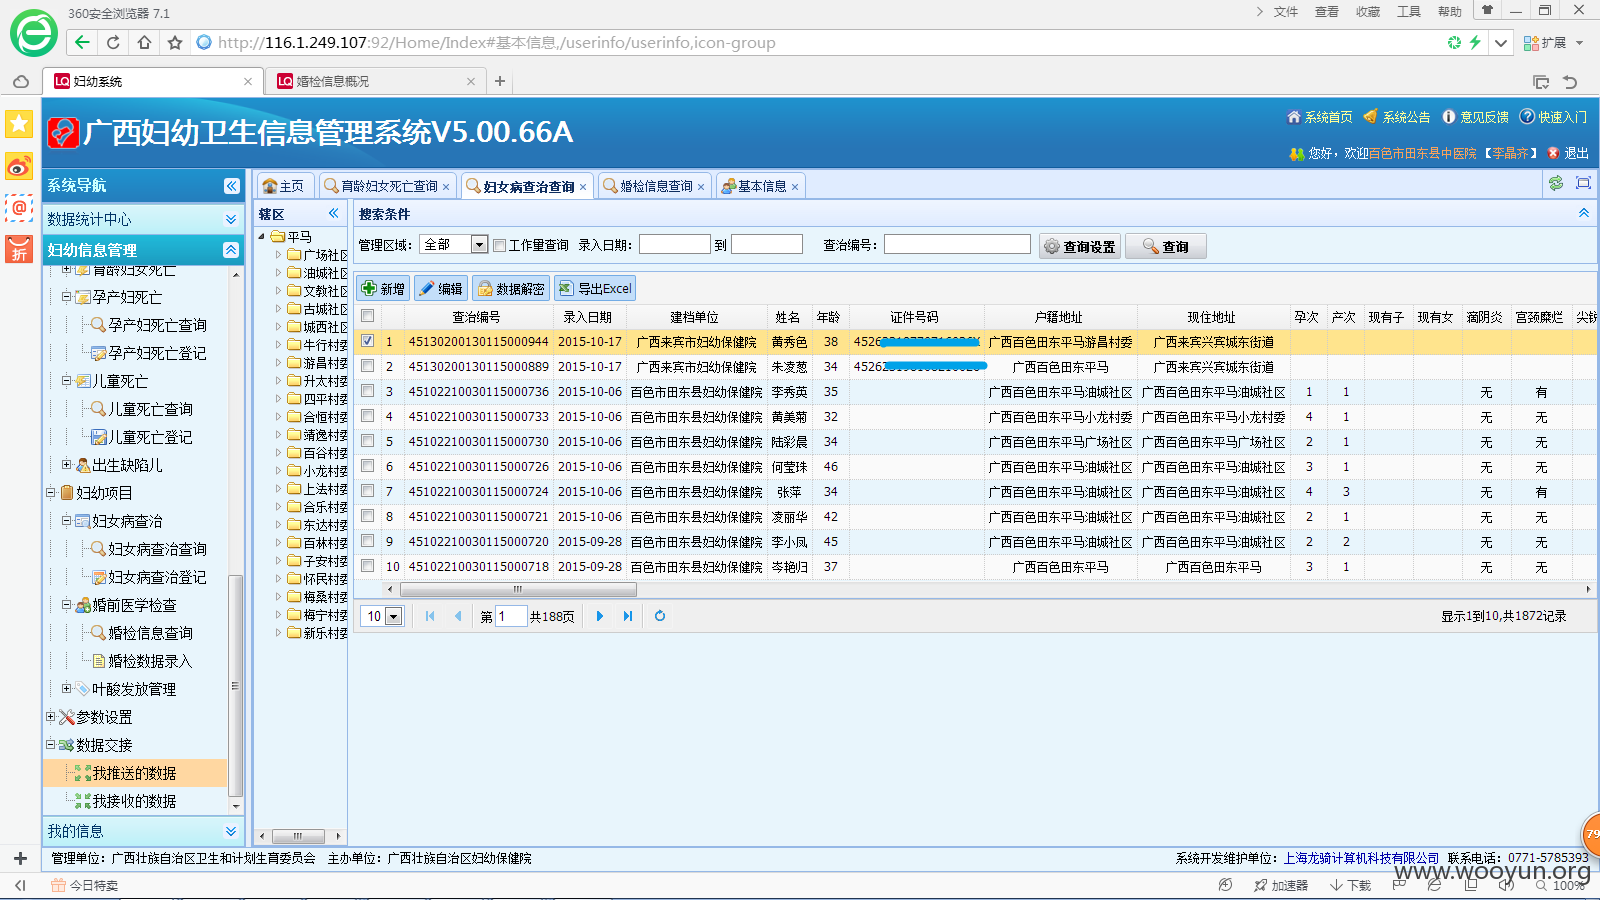 360安全浏览器 7.1
文件 查看 收藏 工具 帮助
http://116.1.249.107:92/Home/Index#基本信息,/userinfo/userinfo,icon-group
扩展
LQ 妇幼系统
LQ 婚检信息概况
广西妇幼卫生信息管理系统V5.00.66A
系统首页 系统公告 意见反馈 快速入门
您好，欢迎百色市田东县中医院 【李晶齐】 退出
系统导航
数据统计中心
妇幼信息管理
育龄妇女死亡
孕产妇死亡
孕产妇死亡查询
孕产妇死亡登记
儿童死亡
儿童死亡查询
儿童死亡登记
出生缺陷儿
妇幼项目
妇女病查治
妇女病查治查询
妇女病查治登记
婚前医学检查
婚检信息查询
婚检数据录入
叶酸发放管理
参数设置
数据交接
我推送的数据
我接收的数据
我的信息
主页 育龄妇女死亡查询 妇女病查治查询 婚检信息查询 基本信息
辖区
平马
广场社区
油城社区
文教社区
古城社区
城西社区
牛行村委
游昌村委
升太村委
四平村委
合恒村委
靖逸村委
百谷村委
小龙村委
上法村委
合乐村委
东达村委
百林村委
子安村委
怀民村委
梅桑村委
梅宁村委
新乐村委
搜索条件
管理区域： 全部 工作量查询 录入日期： 到 查治编号： 查询设置 查询
新增 编辑 数据解密 导出Excel
查治编号 录入日期 建档单位 姓名 年龄 证件号码 户籍地址 现住地址 孕次 产次 现有子 现有女 滴阴炎 宫颈糜烂 尖锐
1 451302001301150009​44 2015-10-17 广西来宾市妇幼保健院 黄秀色 38 4526 广西百色田东平马游昌村委 广西来宾兴宾城东街道
2 45130200130115000889 2015-10-17 广西来宾市妇幼保健院 朱凌葱 34 4526 广西百色田东平马 广西来宾兴宾城东街道
3 45102210030115000736 2015-10-06 百色市田东县妇幼保健院 李秀英 35 广西百色田东平马油城社区 广西百色田东平马油城社区 1 1 无 有
4 45102210030115000733 2015-10-06 百色市田东县妇幼保健院 黄美菊 32 广西百色田东平马小龙村委 广西百色田东平马小龙村委 4 1 无 无
5 45102210030115000730 2015-10-06 百色市田东县妇幼保健院 陆彩晨 34 广西百色田东平马广场社区 广西百色田东平马广场社区 2 1 无 无
6 45102210030115000726 2015-10-06 百色市田东县妇幼保健院 何莹珠 46 广西百色田东平马油城社区 广西百色田东平马油城社区 3 1 无 无
7 45102210030115000724 2015-10-06 百色市田东县妇幼保健院 张萍 34 广西百色田东平马油城社区 广西百色田东平马油城社区 4 3 无 有
8 45102210030115000721 2015-10-06 百色市田东县妇幼保健院 凌丽华 42 广西百色田东平马油城社区 广西百色田东平马油城社区 2 1 无 无
9 45102210030115000720 2015-09-28 百色市田东县妇幼保健院 李小凤 45 广西百色田东平马油城社区 广西百色田东平马油城社区 2 2 无 无
10 45102210030115000718 2015-09-28 百色市田东县妇幼保健院 岑艳归 37 广西百色田东平马 广西百色田东平马 3 1 无 无
10 第 1 共188页 显示1到10,共1872记录
79
管理单位：广西壮族自治区卫生和计划生育委员会 主办单位：广西壮族自治区妇幼保健院 系统开发维护单位：上海龙骑计算机科技有限公司 联系电话：0771-5785393
今日特卖 加速器 下载 100%
www.wooyun.org